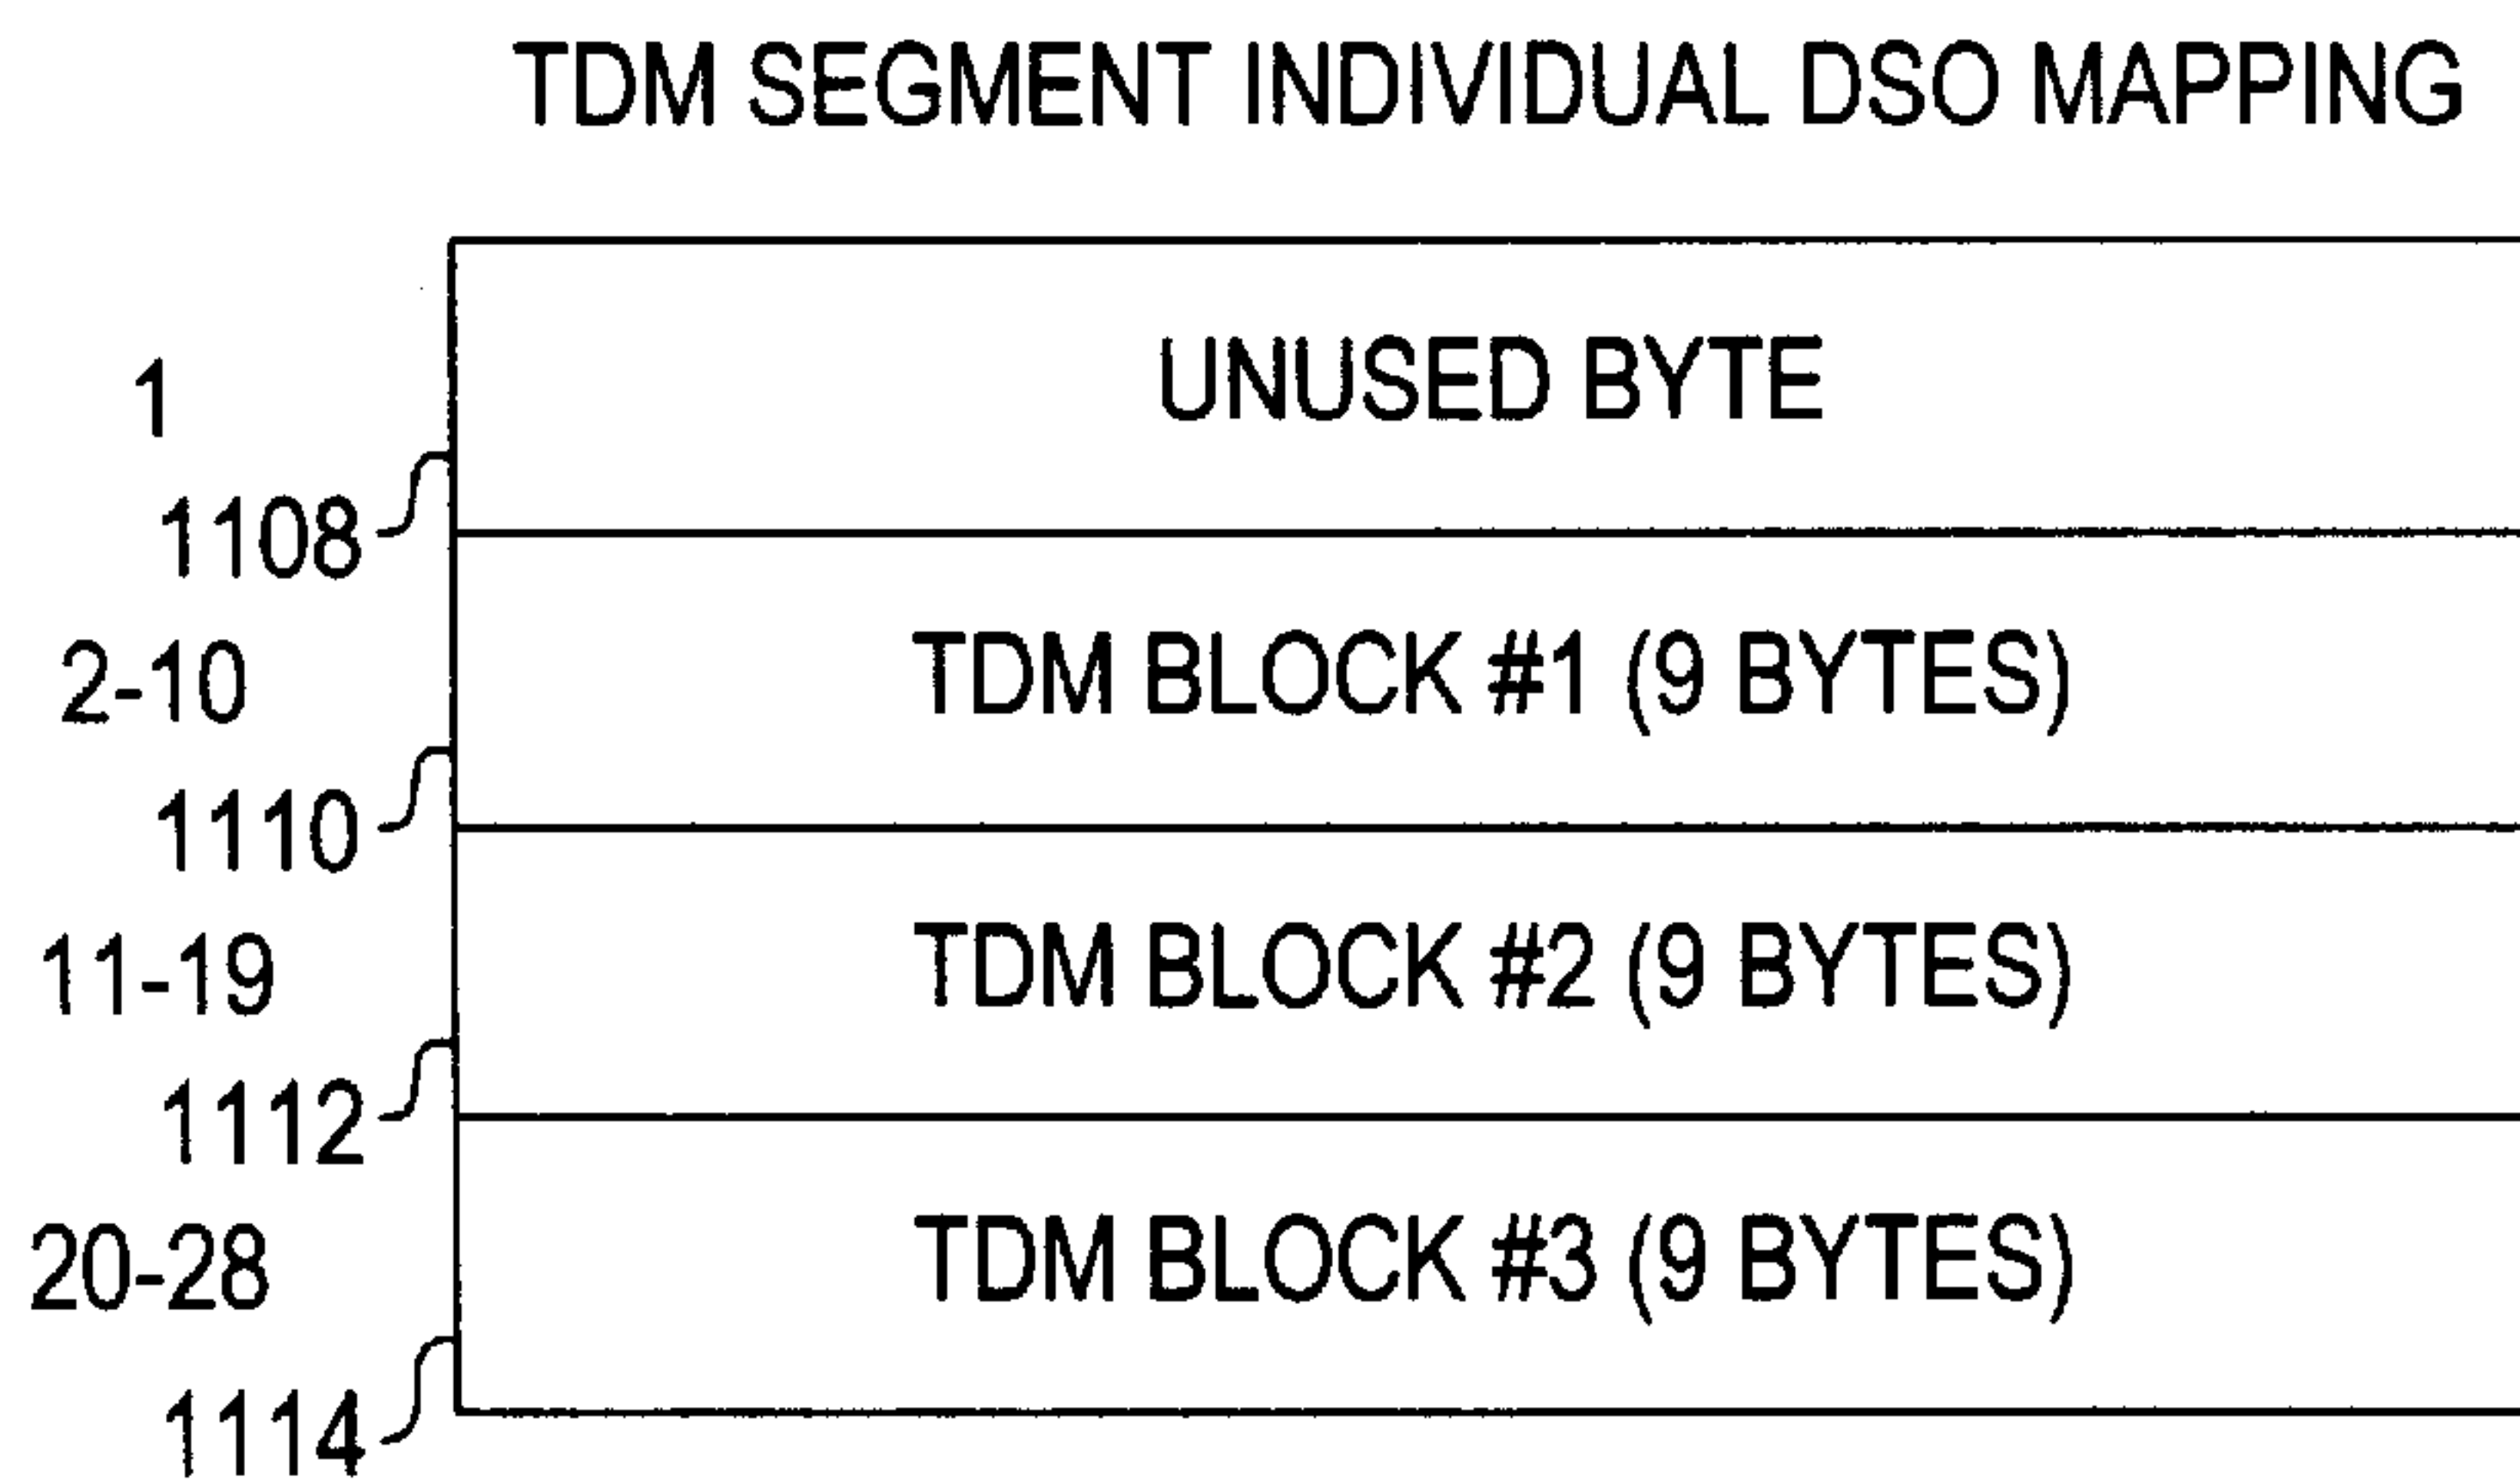 TDM SEGMENT INDIVIDUAL DSO MAPPING
1
UNUSED BYTE
1108
2-10
TDM BLOCK #1 (9 BYTES)
1110
11-19
TDM BLOCK #2 (9 BYTES)
1112
20-28
TDM BLOCK #3 (9 BYTES)
1114